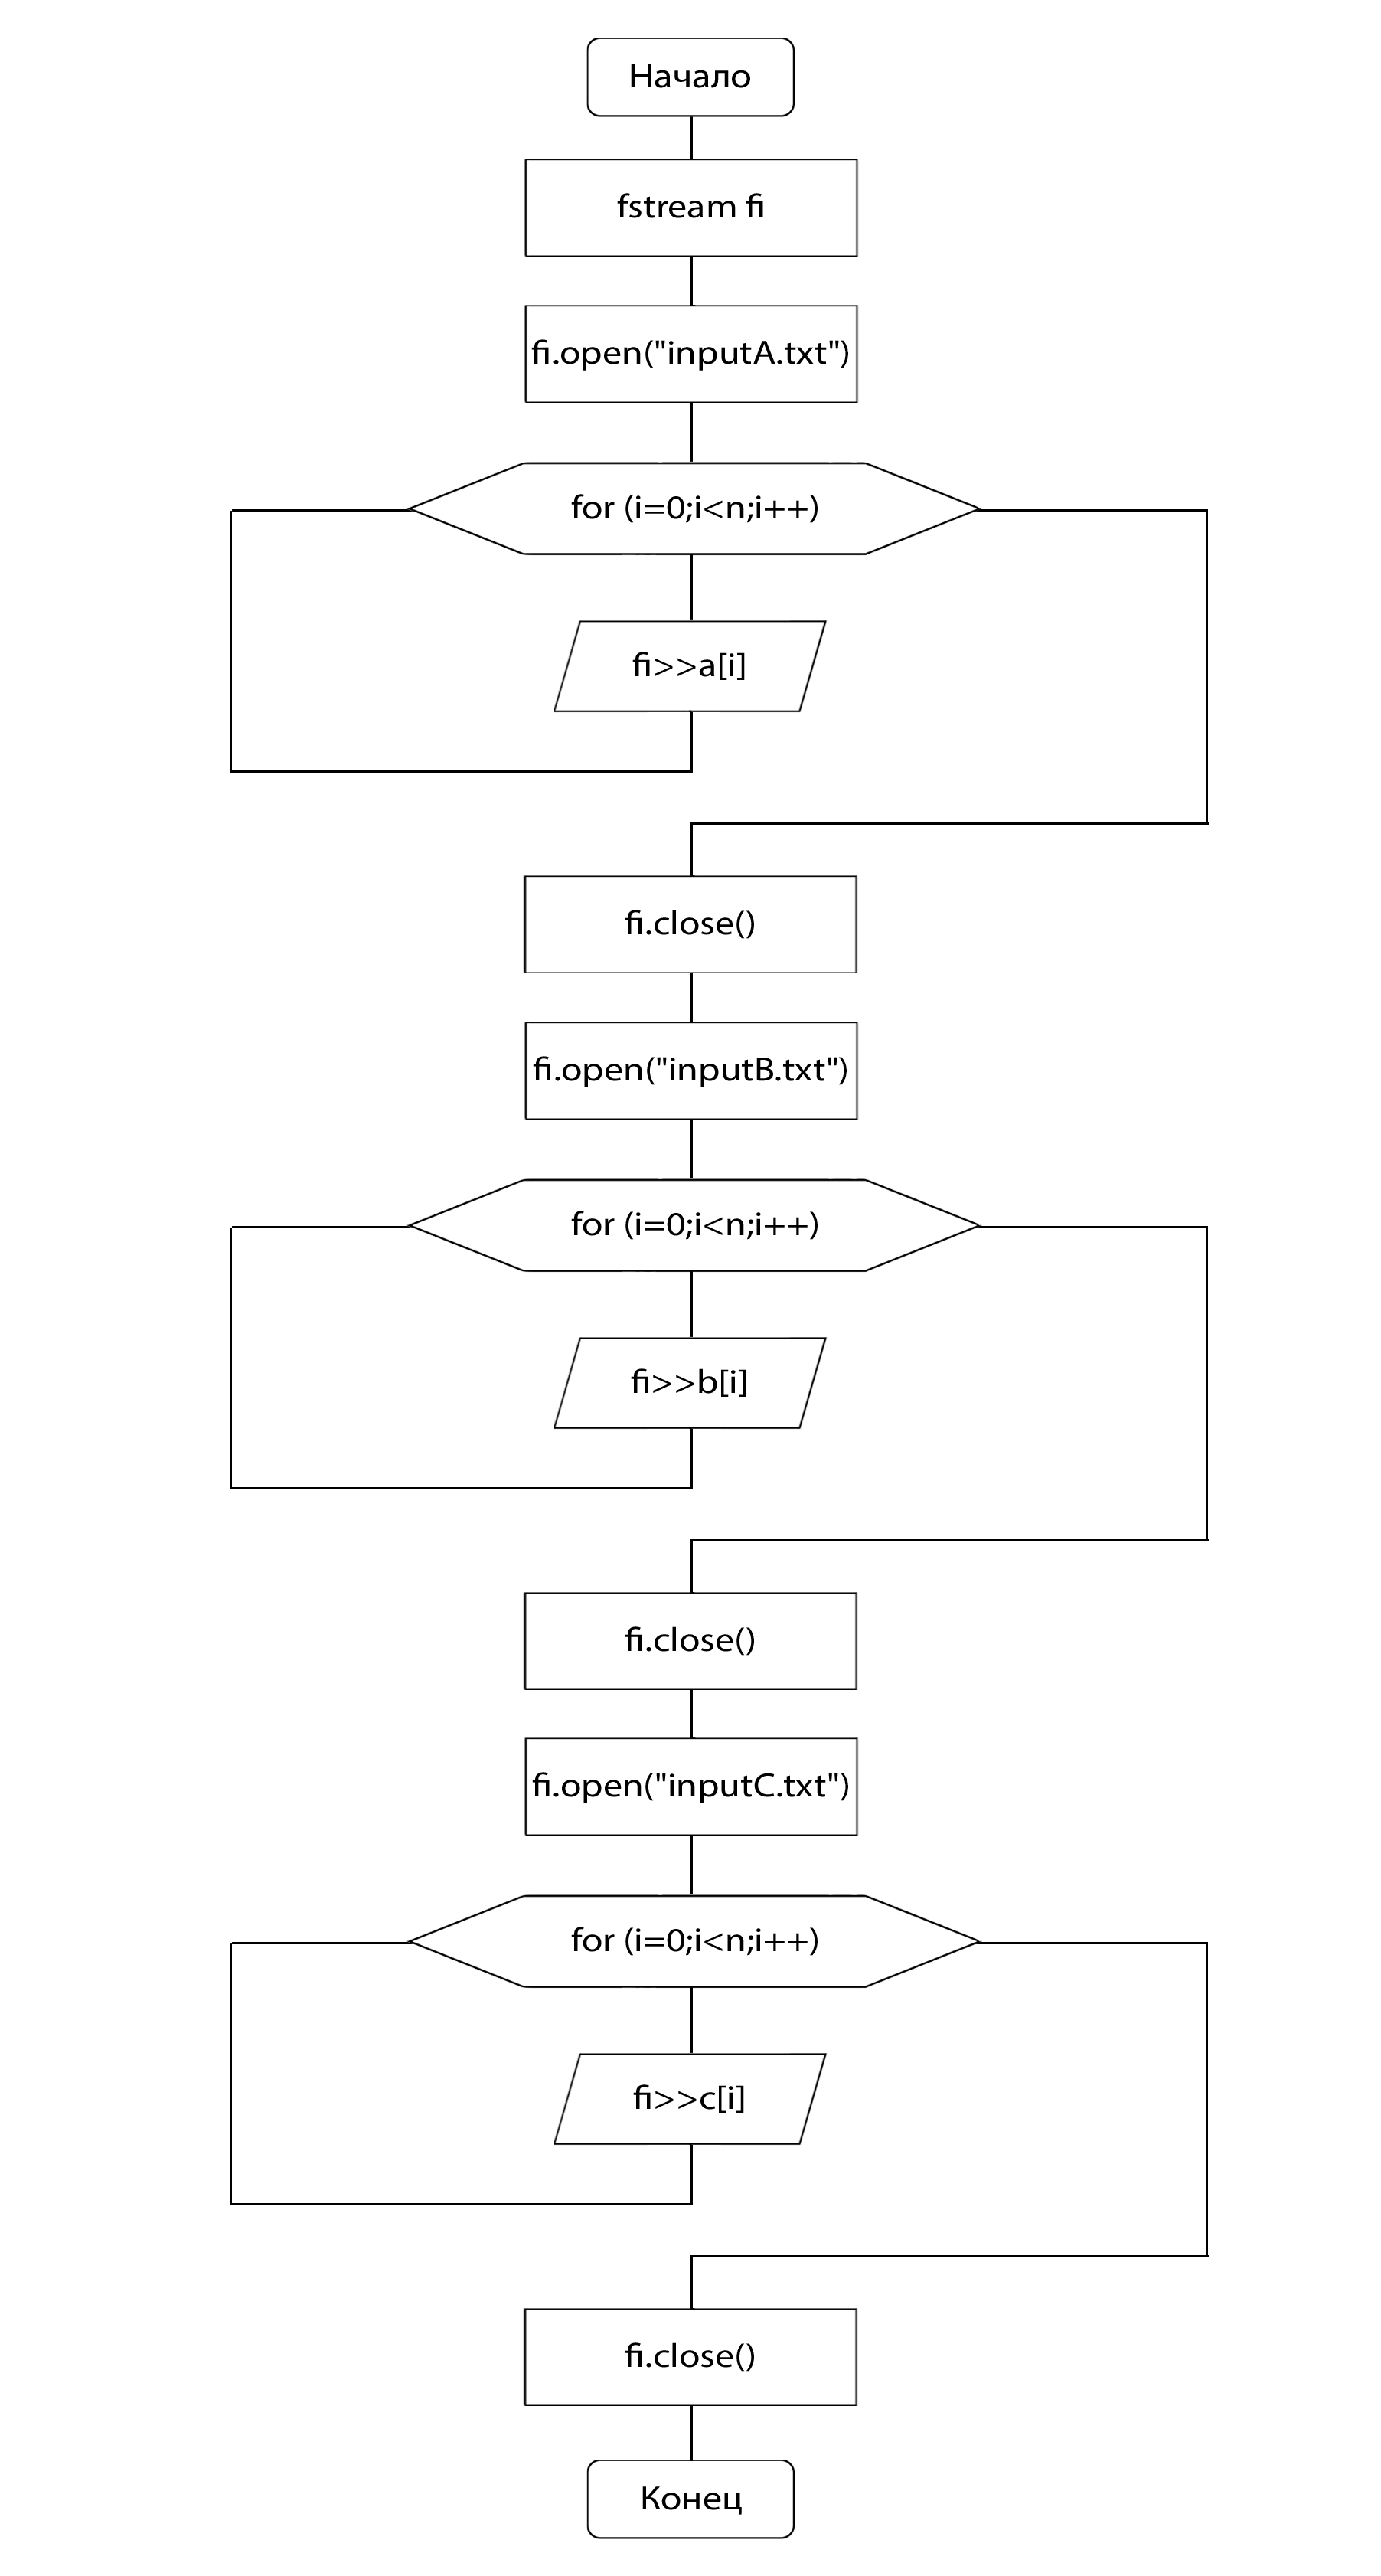 Начало
fstream fi
fi.open("inputA.txt")
for (i=0;i<n;i++)
fi>>a[i]
fi.close()
fi.open("inputB.txt")
for (i=0;i<n;i++)
fi>>b[i]
fi.close()
fi.open("inputC.txt")
for (i=0;i<n;i++)
fi>>c[i]
fi.close()
Конец